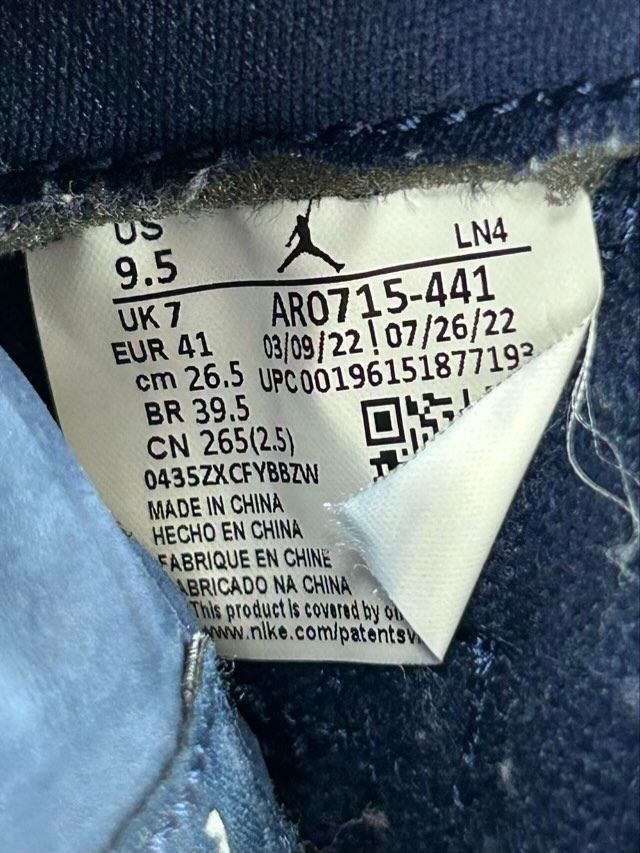 US
9.5
LN4
UK 7
AR0715-441
EUR 41
03/09/22 | 07/26/22
cm 26.5
UPC00196151877193
BR 39.5
CN 265(2.5)
0435ZXCFYBBZW
MADE IN CHINA
HECHO EN CHINA
FABRIQUE EN CHINE
FABRICADO NA CHINA
This product is covered by
www.nike.com/patents